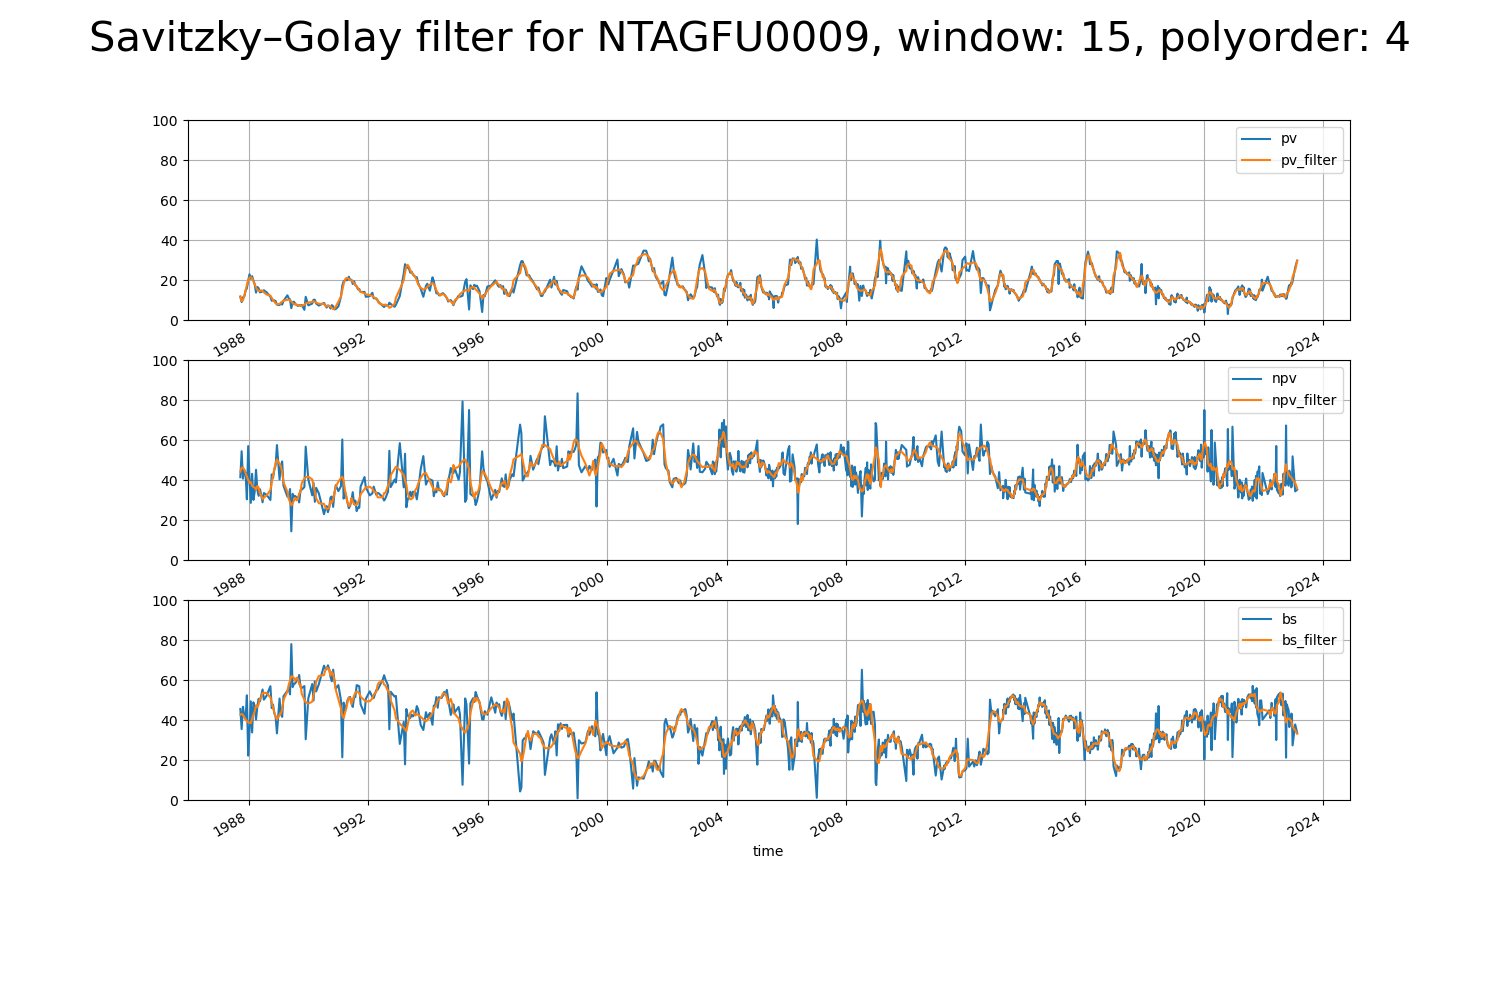 Savitzky–Golay filter for NTAGFU0009, window: 15, polyorder: 4
100
80
60
40
20
0
pv
pv_filter
1988 1992 1996 2000 2004 2008 2012 2016 2020 2024
100
80
60
40
20
0
npv
npv_filter
1988 1992 1996 2000 2004 2008 2012 2016 2020 2024
100
80
60
40
20
0
bs
bs_filter
1988 1992 1996 2000 2004 2008 2012 2016 2020 2024
time